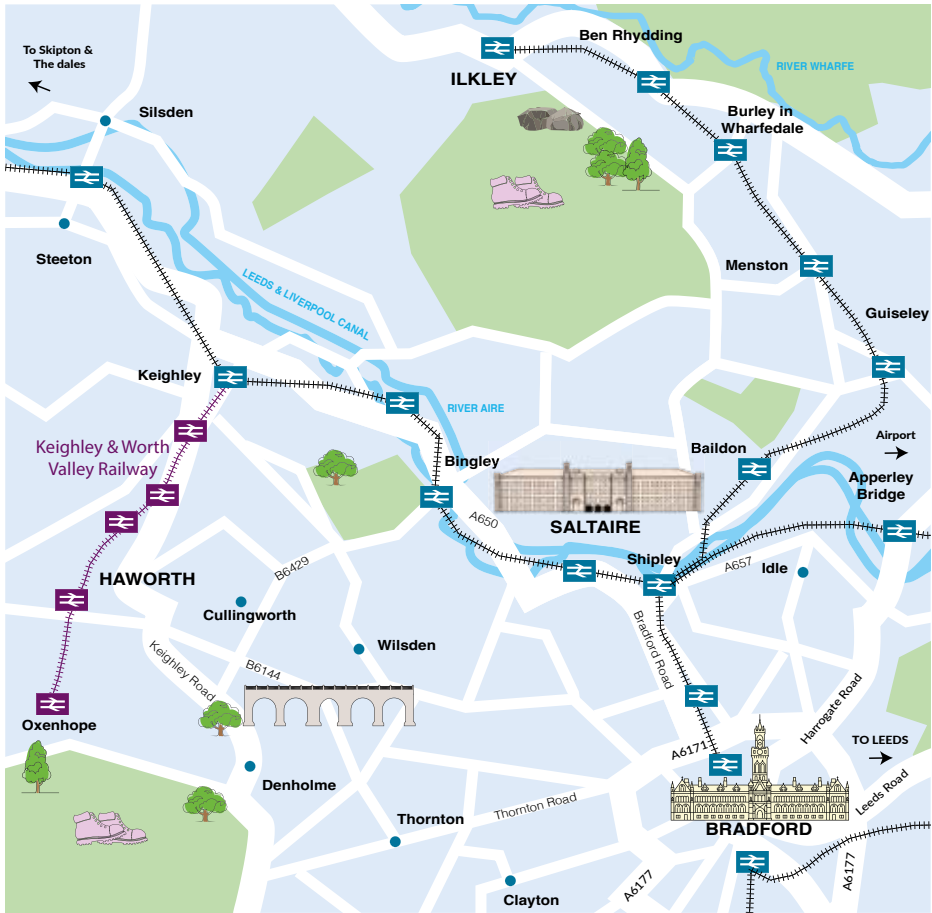 To Skipton &
The dales
Silsden
Steeton
Ben Rhydding
ILKLEY
RIVER WHARFE
Burley in
Wharfedale
Menston
Guiseley
LEEDS & LIVERPOOL CANAL
Keighley
RIVER AIRE
Keighley & Worth
Valley Railway
Bingley
Baildon
Airport
Apperley
Bridge
A650
SALTAIRE
Shipley
A657
Idle
B6429
HAWORTH
Cullingworth
Wilsden
Bradford Road
Keighley Road
B6144
Oxenhope
Harrogate Road
A6171
TO LEEDS
Leeds Road
Denholme
Thornton Road
Thornton
BRADFORD
Clayton
A6177
A6177